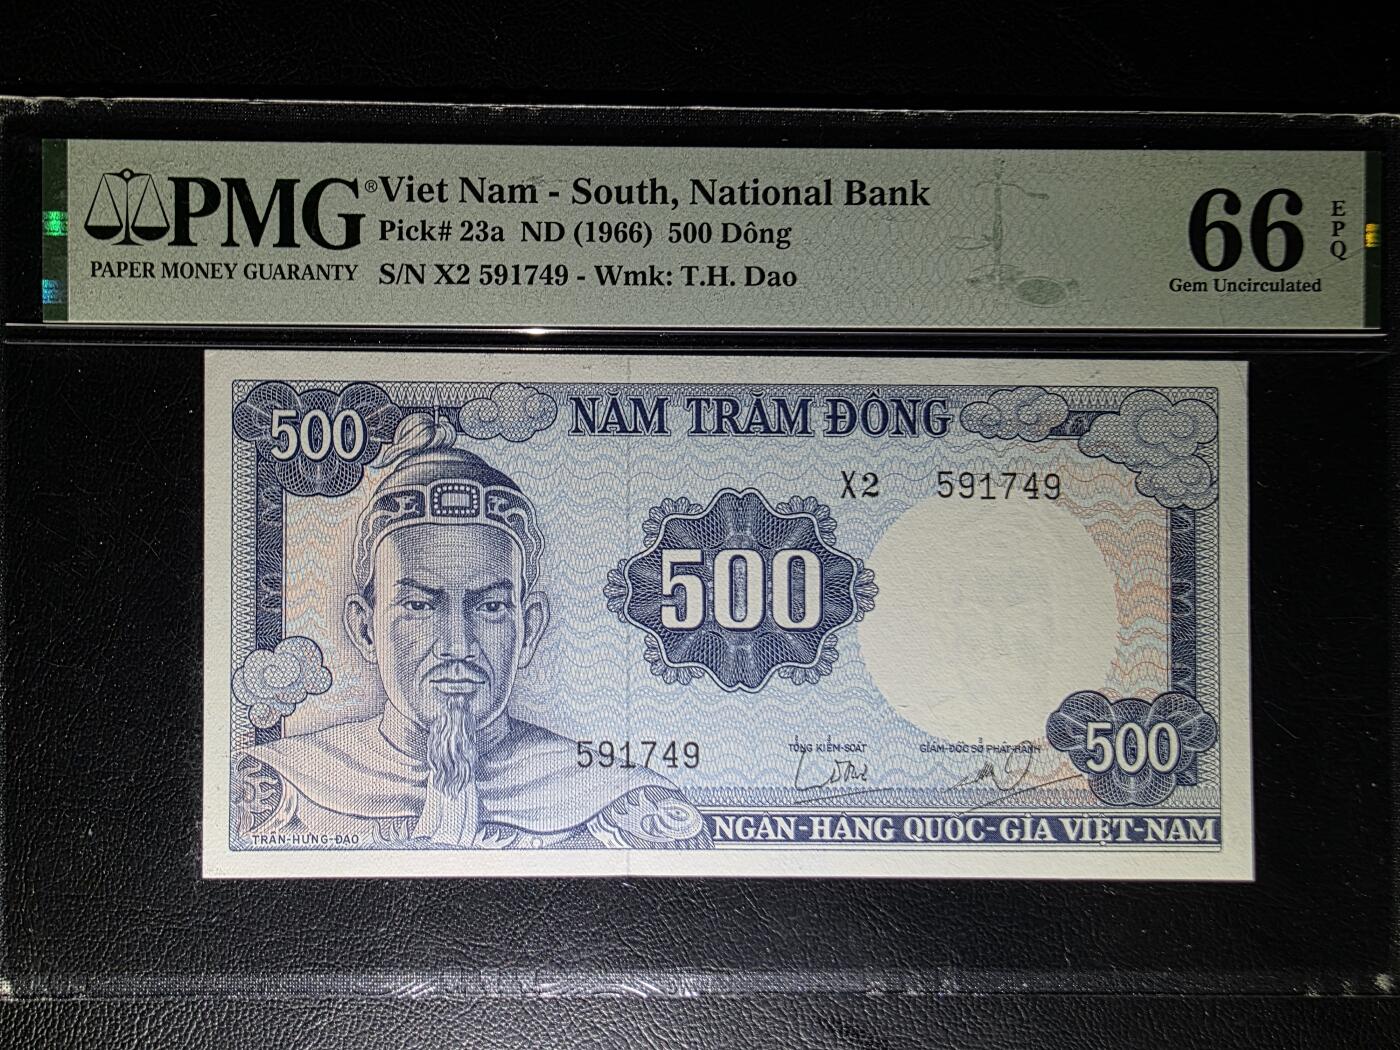 PMG® Viet Nam - South, National Bank
Pick# 23a ND (1966) 500 Dông
PAPER MONEY GUARANTY
S/N X2 591749 - Wmk: T.H. Dao
66 EPQ
Gem Uncirculated
500
NĂM TRĂM ĐỒNG
X2 591749
500
591749
TỔNG KIỂM-SOÁT
GIÁM-ĐỐC SỞ PHÁT-HÀNH
500
TRẦN-HƯNG-ĐẠO
NGÂN-HÀNG QUỐC-GIA VIỆT-NAM